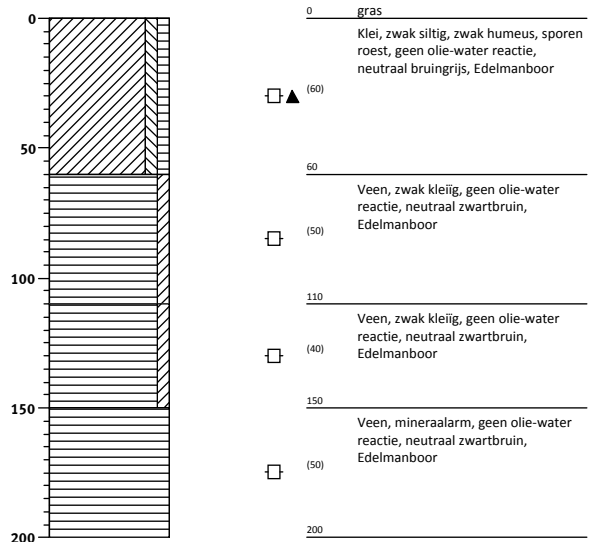 0
50
100
150
200
0
gras
Klei, zwak siltig, zwak humeus, sporen
roest, geen olie-water reactie,
neutraal bruingrijs, Edelmanboor
(60)
60
Veen, zwak kleiïg, geen olie-water
reactie, neutraal zwartbruin,
Edelmanboor
(50)
110
Veen, zwak kleiïg, geen olie-water
reactie, neutraal zwartbruin,
Edelmanboor
(40)
150
Veen, mineraalarm, geen olie-water
reactie, neutraal zwartbruin,
Edelmanboor
(50)
200